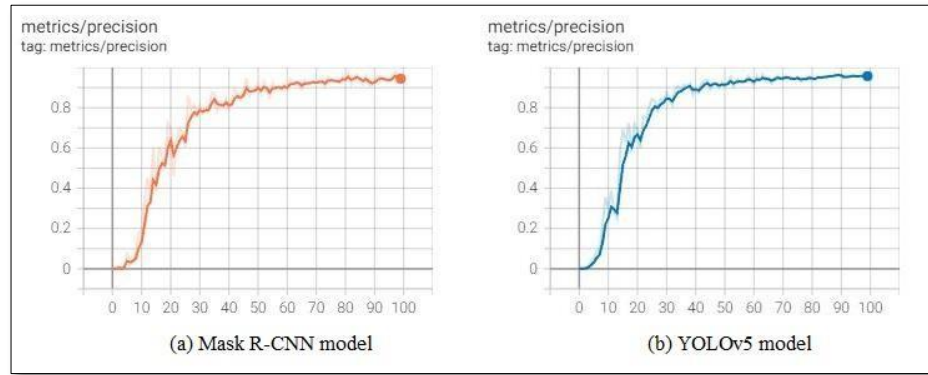 metrics/precision
tag: metrics/precision
0.8
0.6
0.4
0.2
0
0 10 20 30 40 50 60 70 80 90 100
(a) Mask R-CNN model
metrics/precision
tag: metrics/precision
0.8
0.6
0.4
0.2
0
0 10 20 30 40 50 60 70 80 90 100
(b) YOLOv5 model